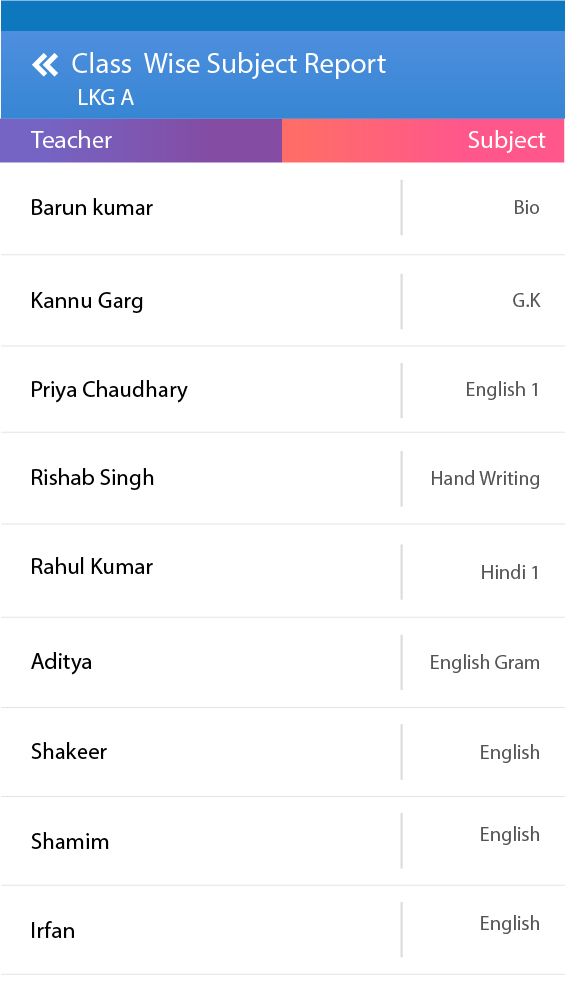 Class Wise Subject Report
LKG A
Teacher Subject
Barun kumar Bio
Kannu Garg G.K
Priya Chaudhary English 1
Rishab Singh Hand Writing
Rahul Kumar Hindi 1
Aditya English Gram
Shakeer English
Shamim English
Irfan English